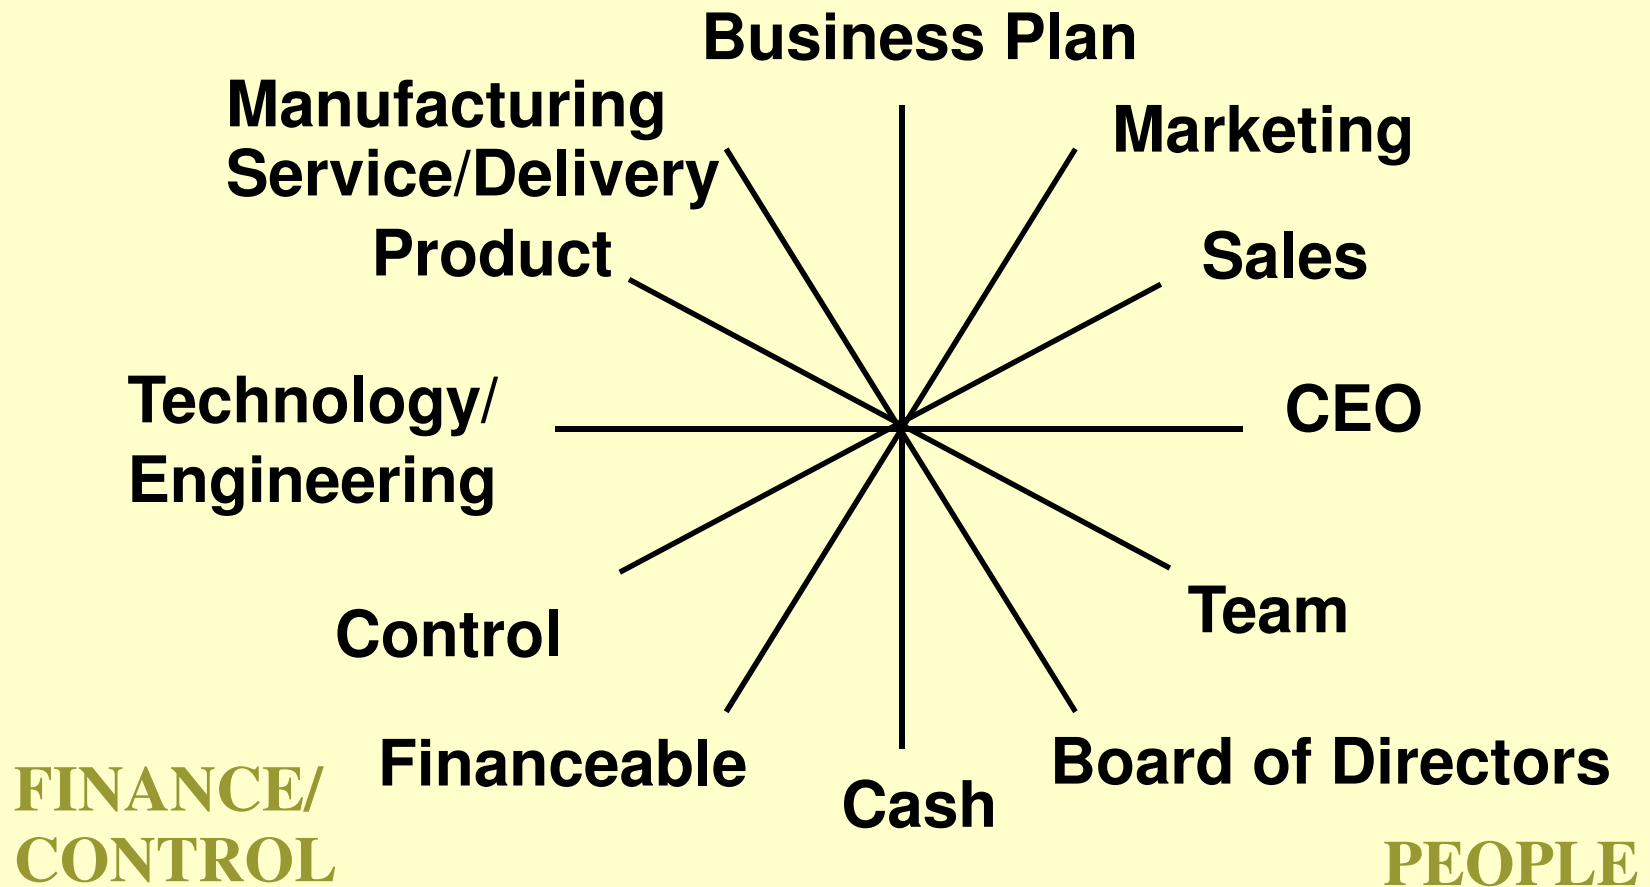 Business Plan
Manufacturing
Service/Delivery
Marketing
Product
Sales
Technology/
Engineering
CEO
Control
Team
Financeable
Cash
Board of Directors
FINANCE/
CONTROL
PEOPLE